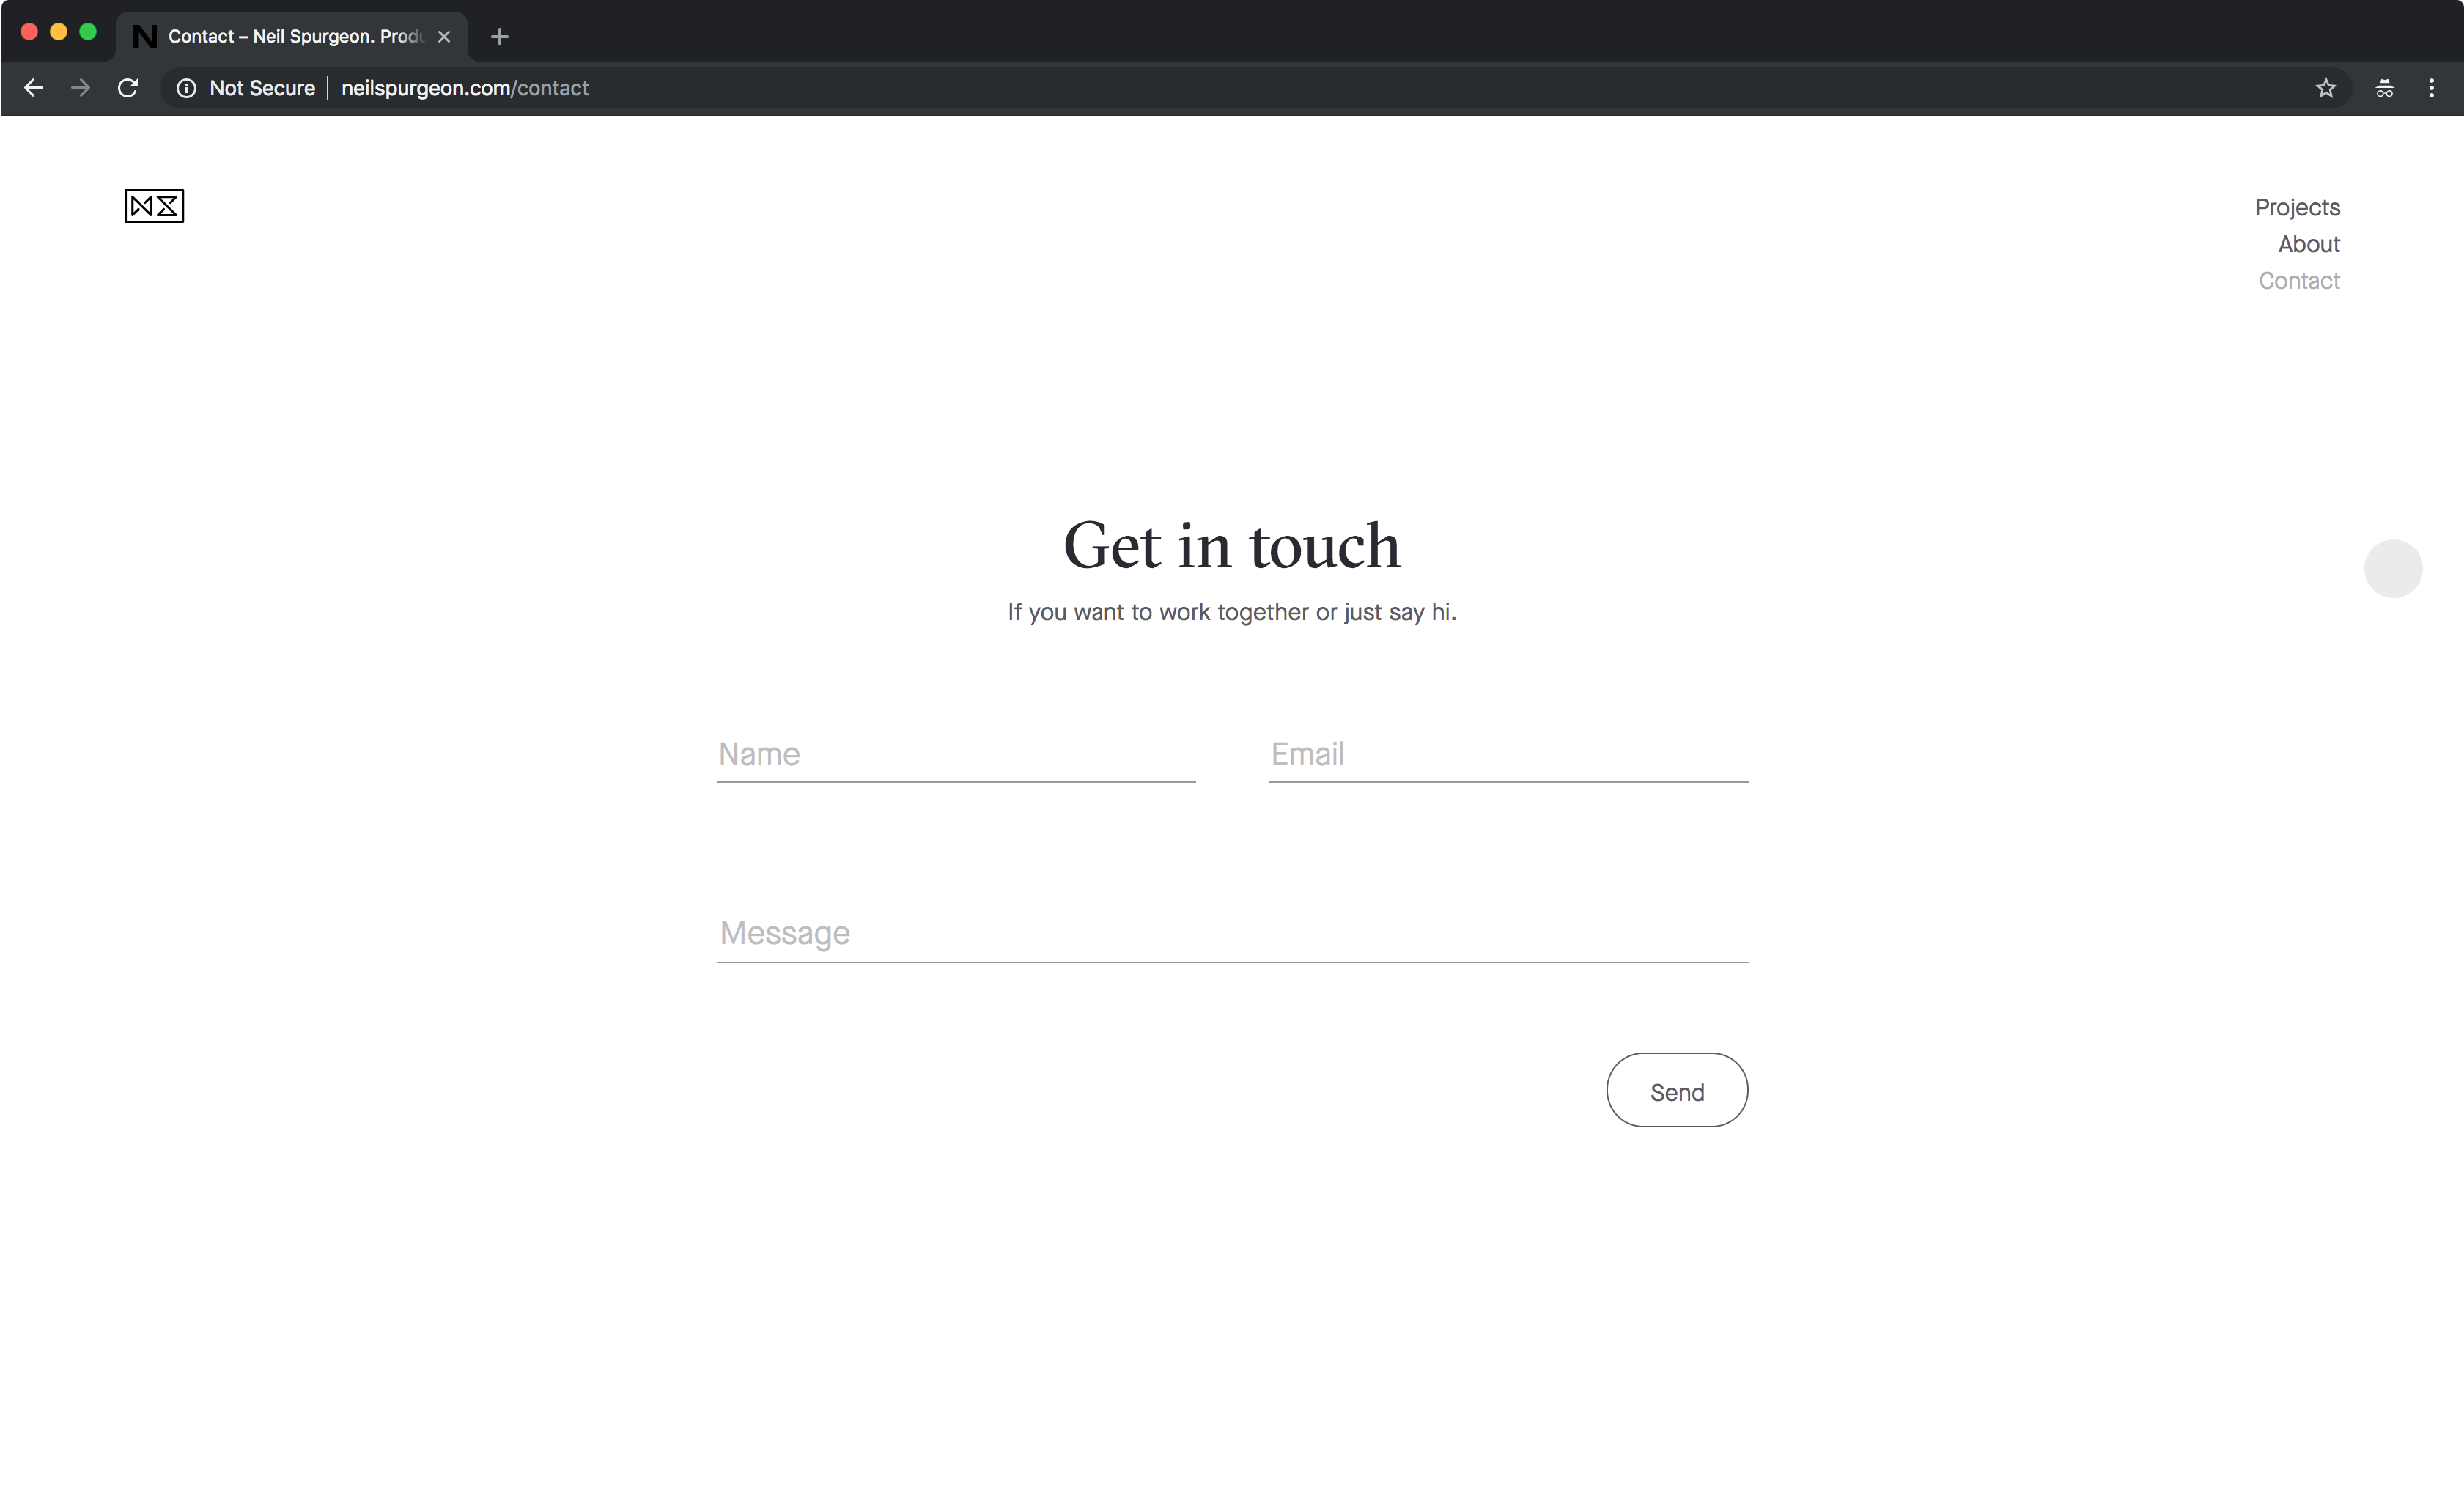 Contact – Neil Spurgeon. Prod
Not Secure
neilspurgeon.com/contact
NS
Projects
About
Contact
Get in touch
If you want to work together or just say hi.
Name
Email
Message
Send